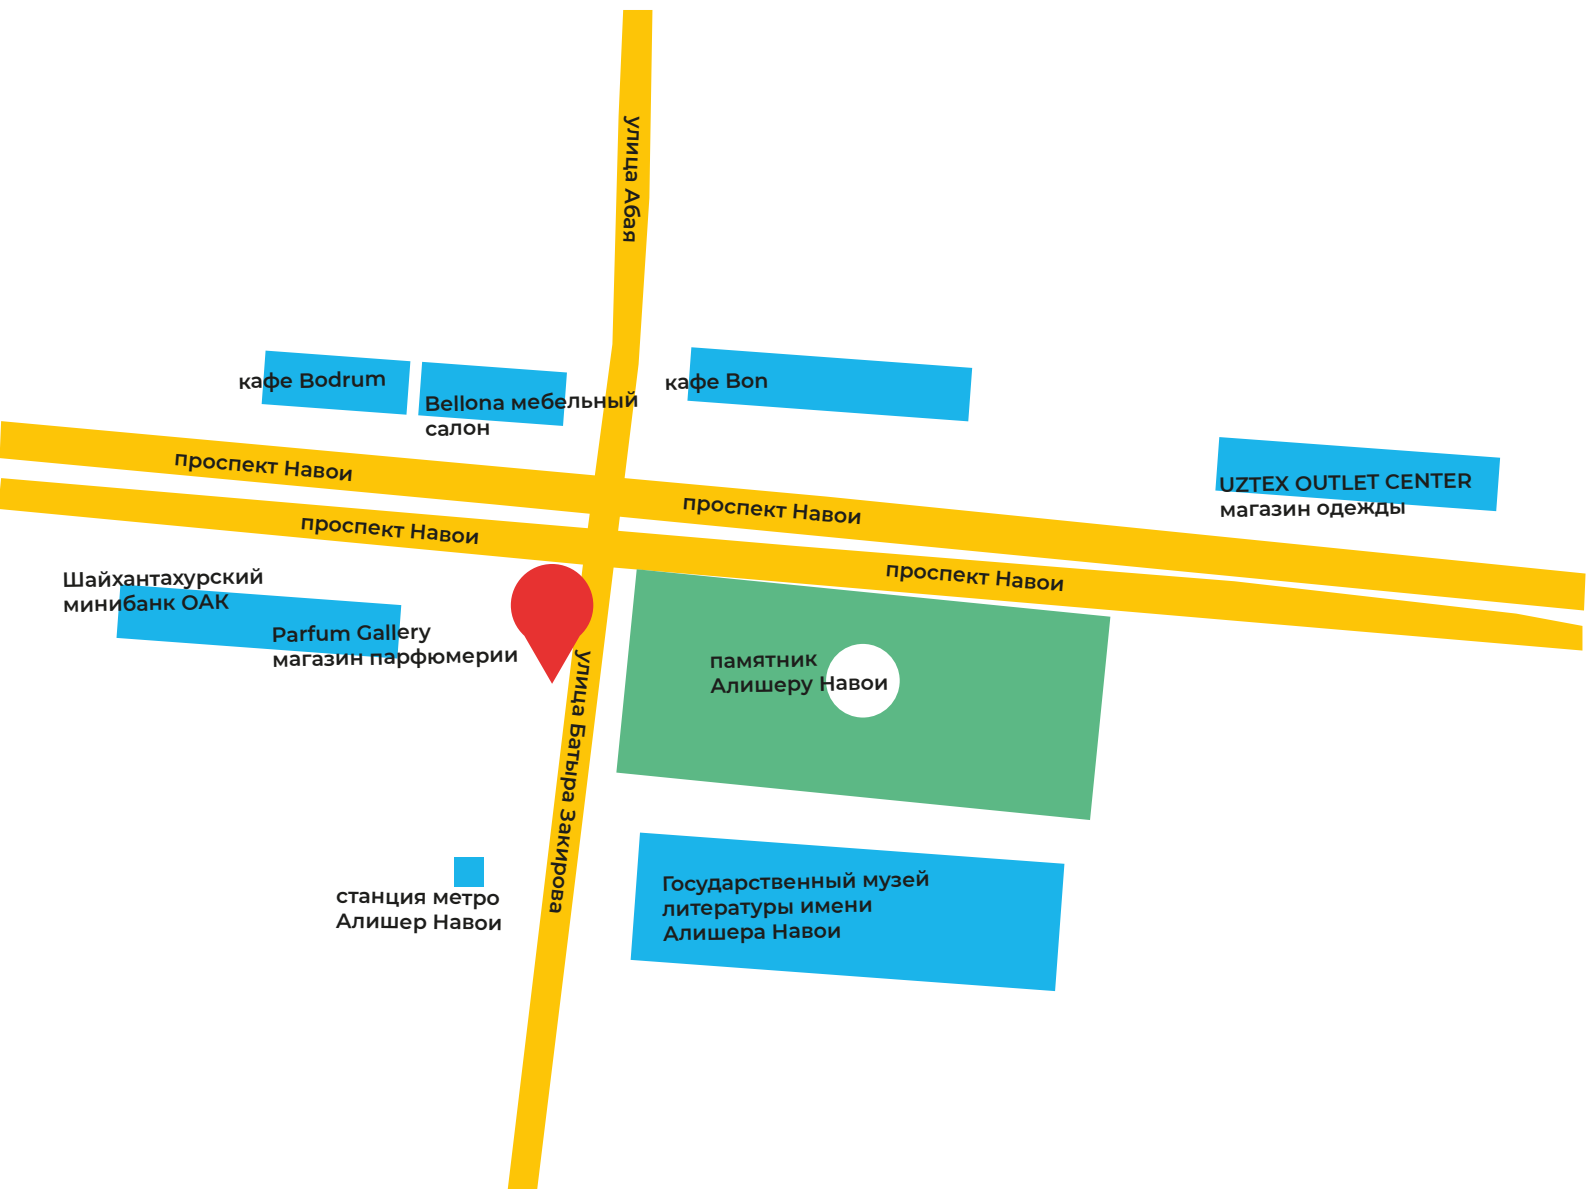 улица Абая
кафе Bodrum
Bellona мебельный
салон
кафе Bon
проспект Навои
проспект Навои
UZTEX OUTLET CENTER
магазин одежды
проспект Навои
проспект Навои
Шайхантахурский
минибанк ОАК
Parfum Gallery
магазин парфюмерии
памятник
Алишеру Навои
улица Батыра Закирова
станция метро
Алишер Навои
Государственный музей
литературы имени
Алишера Навои